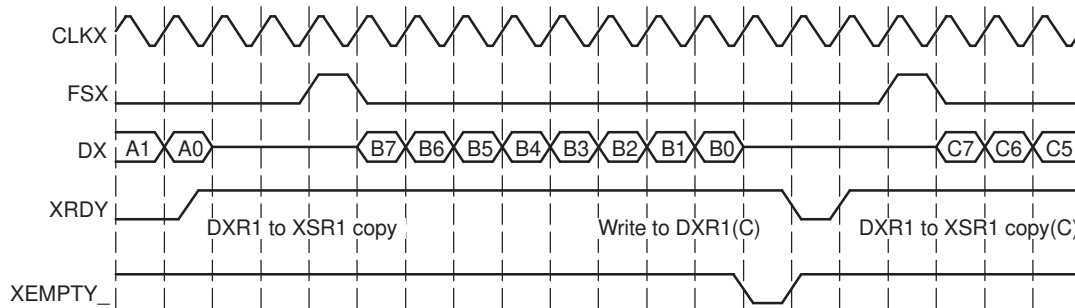 CLKX
FSX
DX A1 A0 B7 B6 B5 B4 B3 B2 B1 B0 C7 C6 C5
XRDY
DXR1 to XSR1 copy Write to DXR1(C) DXR1 to XSR1 copy(C)
XEMPTY_